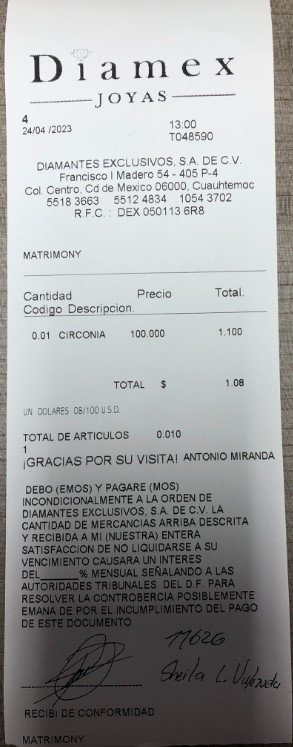 Diamex
JOYAS
4
24/04 /2023 13:00
T048590
DIAMANTES EXCLUSIVOS, S.A. DE C.V.
Francisco I Madero 54 - 405 P-4
Col. Centro, Cd de Mexico 06000, Cuauhtemoc
5518 3663 5512 4834 1054 3702
R.F.C. : DEX 050113 6R8
MATRIMONY
Cantidad Precio Total.
Codigo Descripcion.
0.01 CIRCONIA 100.000 1.100
TOTAL $ 1.08
UN DOLARES 08/100 U.S.D.
TOTAL DE ARTICULOS 0.010
1
¡GRACIAS POR SU VISITA! ANTONIO MIRANDA
DEBO (EMOS) Y PAGARE (MOS)
INCONDICIONALMENTE A LA ORDEN DE
DIAMANTES EXCLUSIVOS, S.A. DE C.V. LA
CANTIDAD DE MERCANCIAS ARRIBA DESCRITA
Y RECIBIDA A MI (NUESTRA) ENTERA
SATISFACCION DE NO LIQUIDARSE A SU
VENCIMIENTO CAUSARA UN INTERES
DEL______% MENSUAL SEÑALANDO A LAS
AUTORIDADES TRIBUNALES DEL D.F. PARA
RESOLVER LA CONTROBERCIA POSIBLEMENTE
EMANA DE POR EL INCUMPLIMIENTO DEL PAGO
DE ESTE DOCUMENTO
11626
Sheila L.
RECIBI DE CONFORMIDAD
MATRIMONY